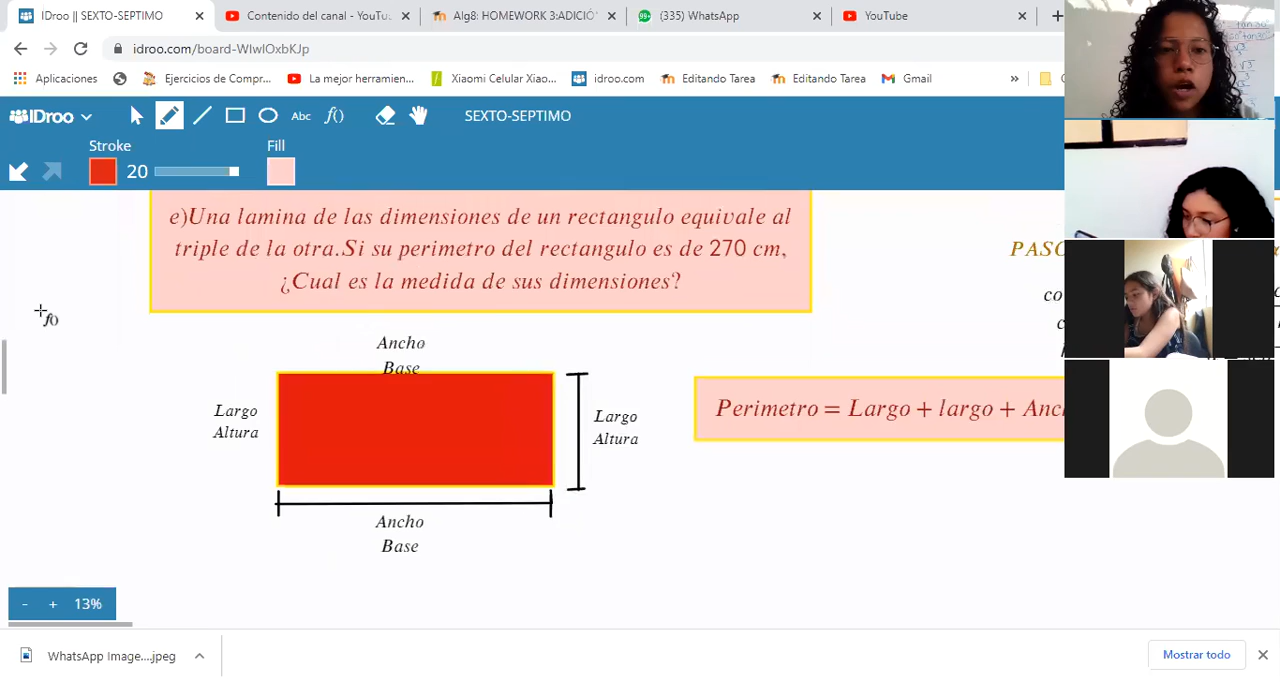 IDroo || SEXTO-SEPTIMO
Contenido del canal - YouTu
Alg8: HOMEWORK 3:ADICIÓ
99+ (335) WhatsApp
YouTube
idroo.com/board-WIwIOxbKJp
Aplicaciones
Ejercicios de Compr...
La mejor herramien...
Xiaomi Celular Xiao...
idroo.com
Editando Tarea
Editando Tarea
Gmail
»
IDroo
Abc
f()
SEXTO-SEPTIMO
Stroke
20
Fill
e)Una lamina de las dimensiones de un rectangulo equivale al
triple de la otra.Si su perimetro del rectangulo es de 270 cm,
¿Cual es la medida de sus dimensiones?
PASO
co
f()
Ancho
Base
Largo
Altura
Largo
Altura
Perimetro = Largo + largo + Anc
Ancho
Base
- + 13%
WhatsApp Image....jpeg
Mostrar todo